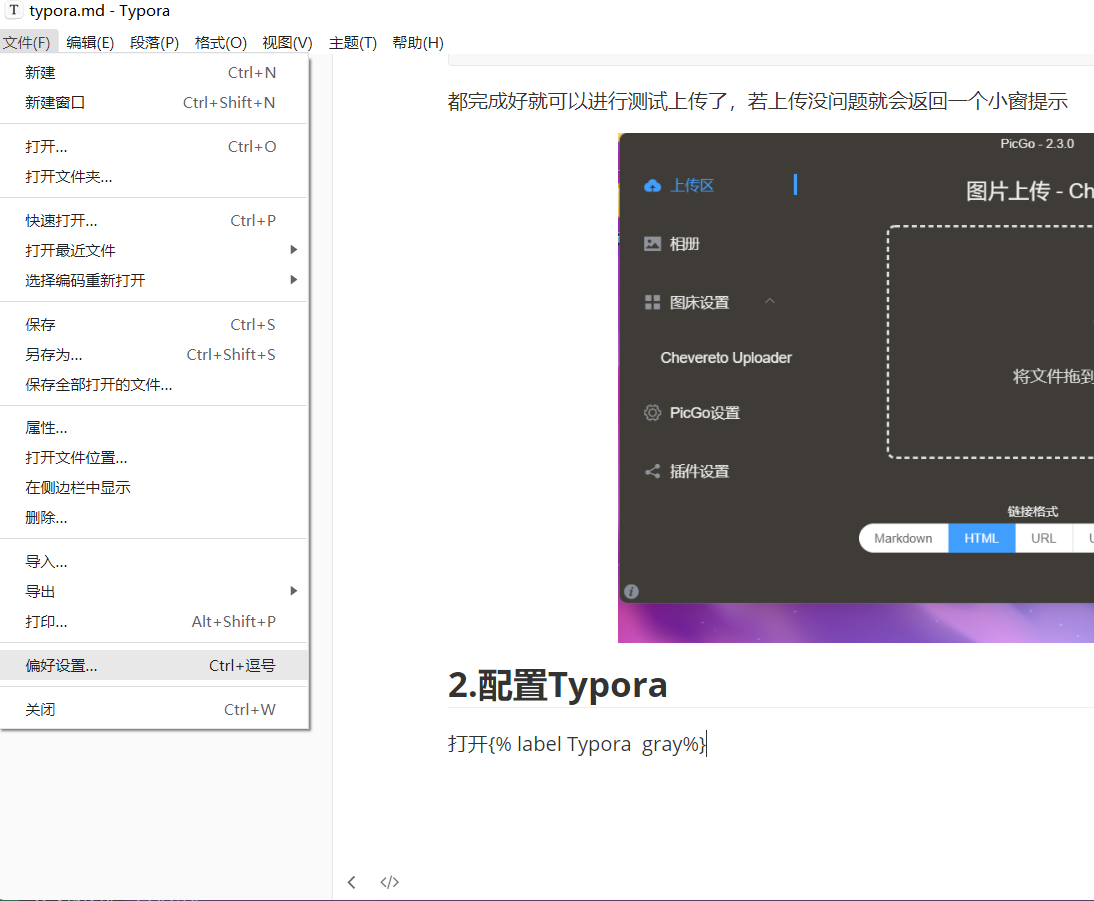 T typora.md - Typora
文件(F) 编辑(E) 段落(P) 格式(O) 视图(V) 主题(T) 帮助(H)
新建 Ctrl+N
新建窗口 Ctrl+Shift+N
打开... Ctrl+O
打开文件夹...
快速打开... Ctrl+P
打开最近文件
选择编码重新打开
保存 Ctrl+S
另存为... Ctrl+Shift+S
保存全部打开的文件...
属性...
打开文件位置...
在侧边栏中显示
删除...
导入...
导出
打印... Alt+Shift+P
偏好设置... Ctrl+逗号
关闭 Ctrl+W
都完成好就可以进行测试上传了，若上传没问题就会返回一个小窗提示
PicGo - 2.3.0
上传区
图片上传 - Ch
相册
图床设置
Chevereto Uploader
将文件拖到
PicGo设置
插件设置
链接格式
Markdown HTML URL U
2.配置Typora
打开{% label Typora  gray%}